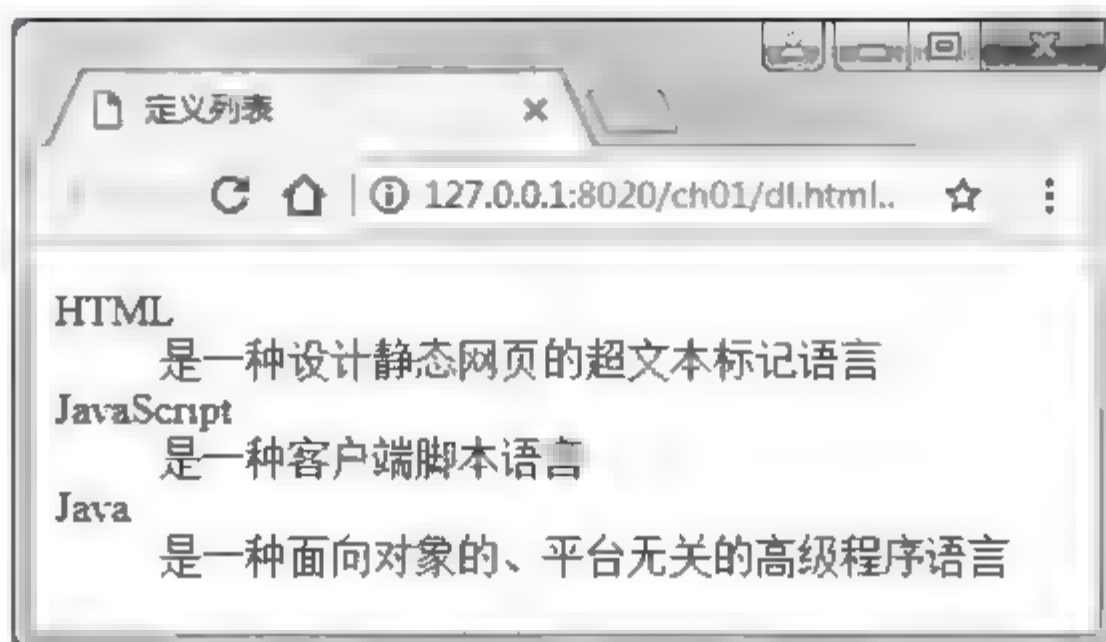 定义列表
127.0.0.1:8020/ch01/dl.html..
HTML
是一种设计静态网页的超文本标记语言
JavaScript
是一种客户端脚本语言
Java
是一种面向对象的、平台无关的高级程序语言